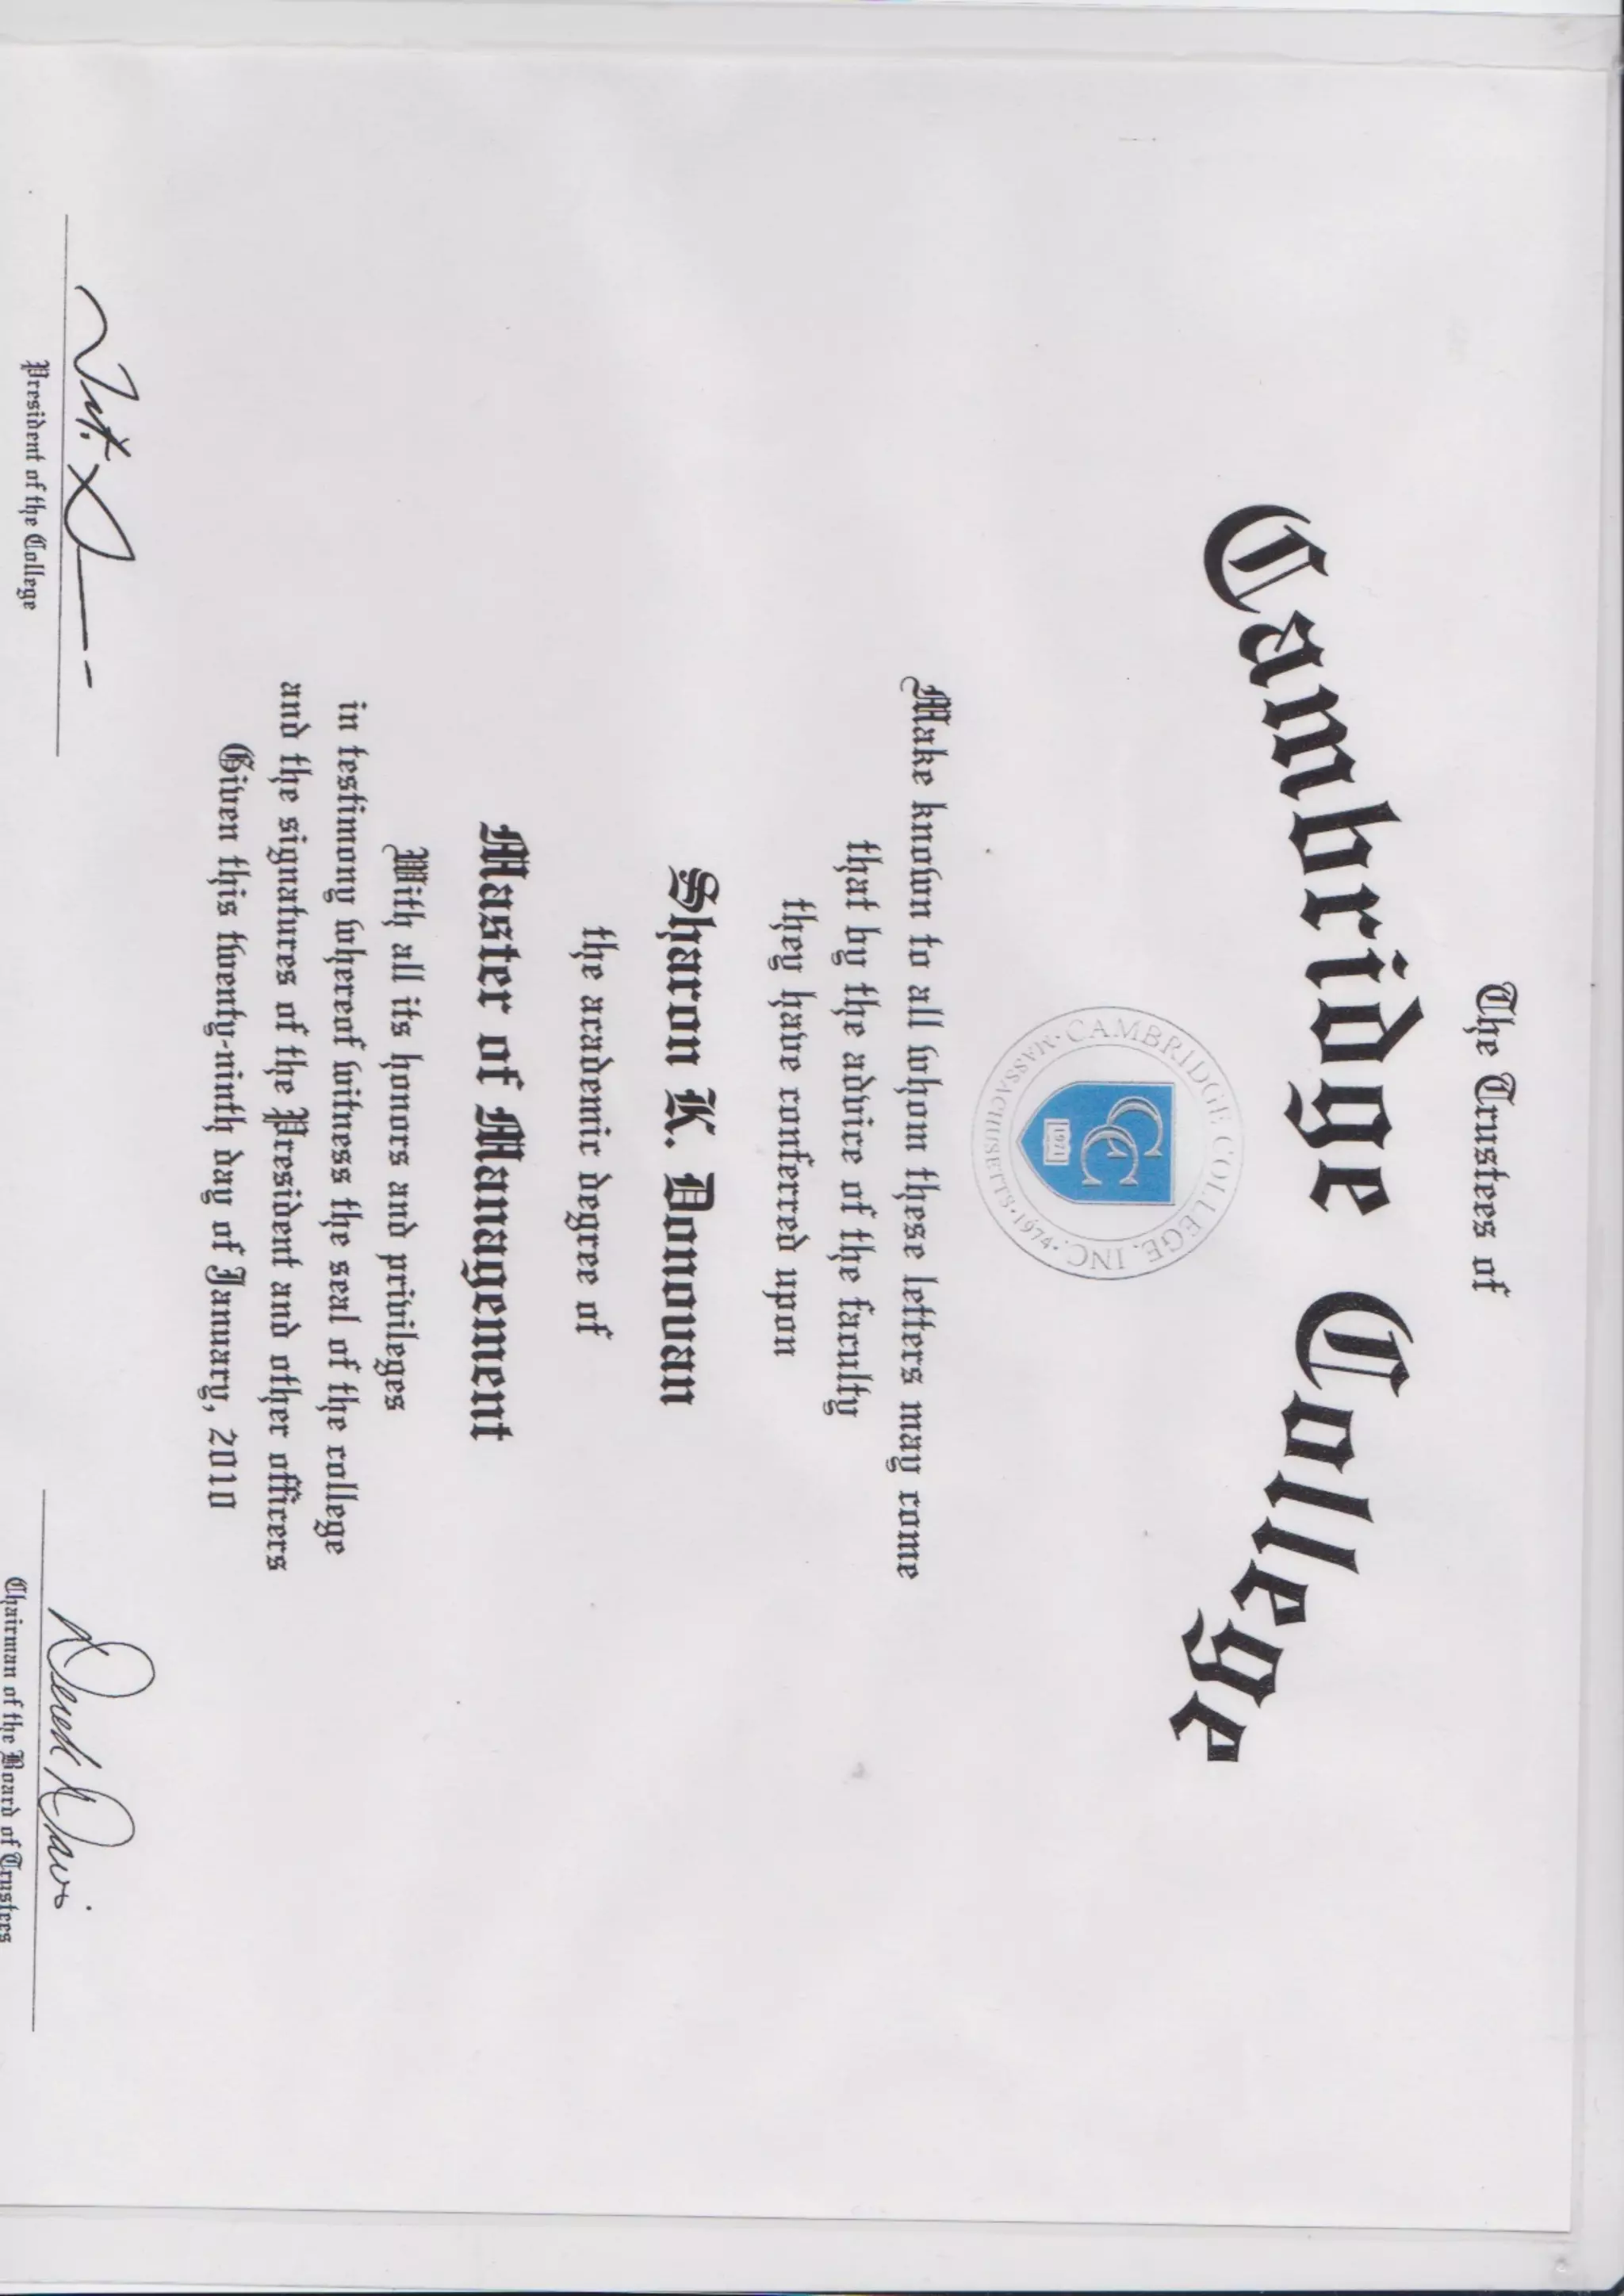 The Trustees of
Cambridge College
CAMBRIDGE COLLEGE, INC.
MASSACHUSETTS · 1974 ·
CC
1971
Make known to all whom these letters may come
that by the advice of the faculty
they have conferred upon
Sharon K. Donovan
the academic degree of
Master of Management
With all its honors and privileges
in testimony whereof witness the seal of the college
and the signatures of the President and other officers
Given this twenty-ninth day of January, 2010
Derek Davis
President of the College
Chairman of the Board of Trustees